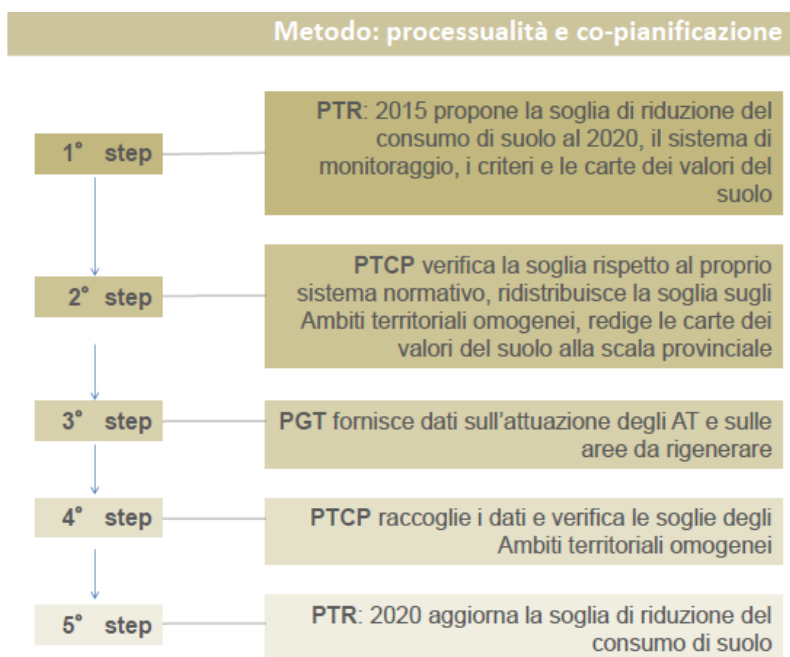 Metodo: processualità e co-pianificazione
1° step
PTR: 2015 propone la soglia di riduzione del
consumo di suolo al 2020, il sistema di
monitoraggio, i criteri e le carte dei valori del
suolo
2° step
PTCP verifica la soglia rispetto al proprio
sistema normativo, ridistribuisce la soglia sugli
Ambiti territoriali omogenei, redige le carte dei
valori del suolo alla scala provinciale
3° step
PGT fornisce dati sull'attuazione degli AT e sulle
aree da rigenerare
4° step
PTCP raccoglie i dati e verifica le soglie degli
Ambiti territoriali omogenei
5° step
PTR: 2020 aggiorna la soglia di riduzione del
consumo di suolo